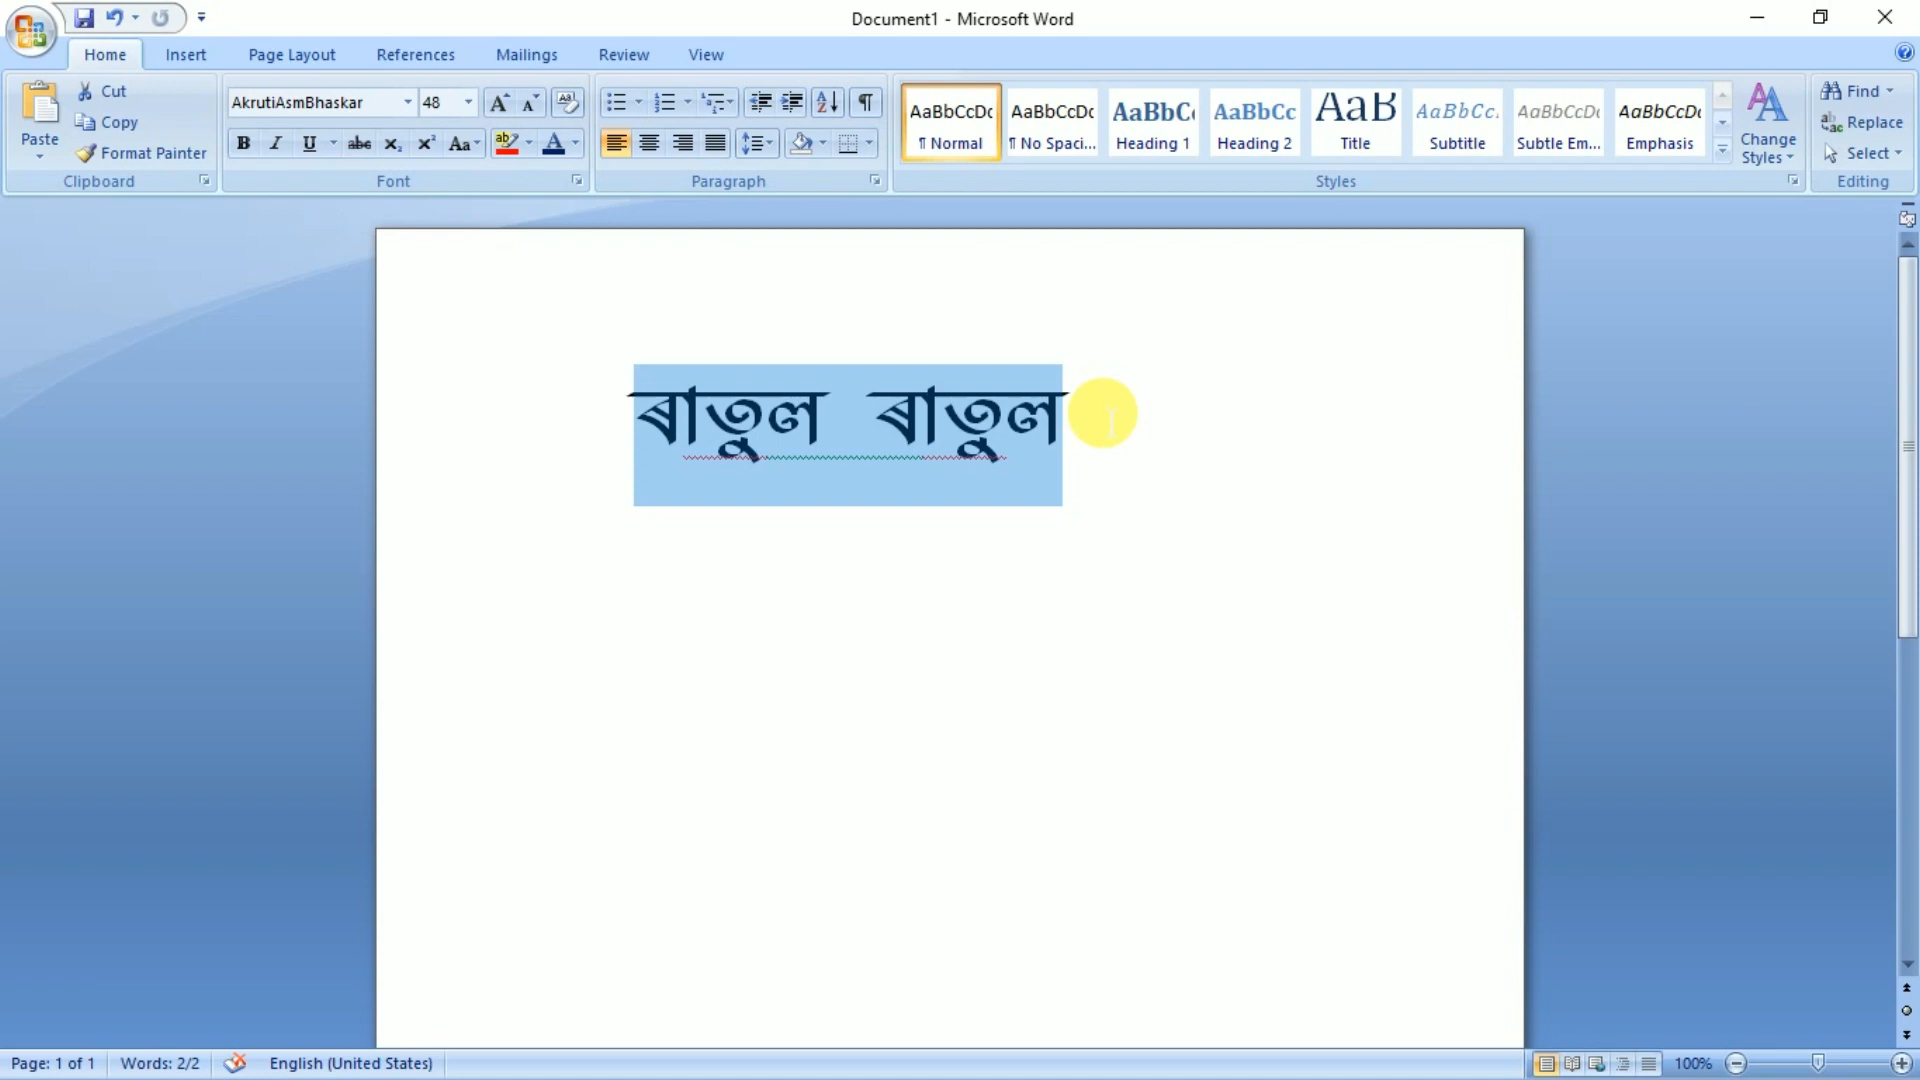 Document1 - Microsoft Word
Home Insert Page Layout References Mailings Review View
Paste
Cut
Copy
Format Painter
Clipboard
AkrutiAsmBhaskar 48
Font
Paragraph
AaBbCcDc AaBbCcDc AaBbCc AaBbCc AaB AaBbCc. AaBbCcDc AaBbCcDc
¶ Normal ¶ No Spaci... Heading 1 Heading 2 Title Subtitle Subtle Em... Emphasis
Change Styles
Styles
Find
Replace
Select
Editing
ৰাতুল ৰাতুল
Page: 1 of 1 Words: 2/2 English (United States) 100%